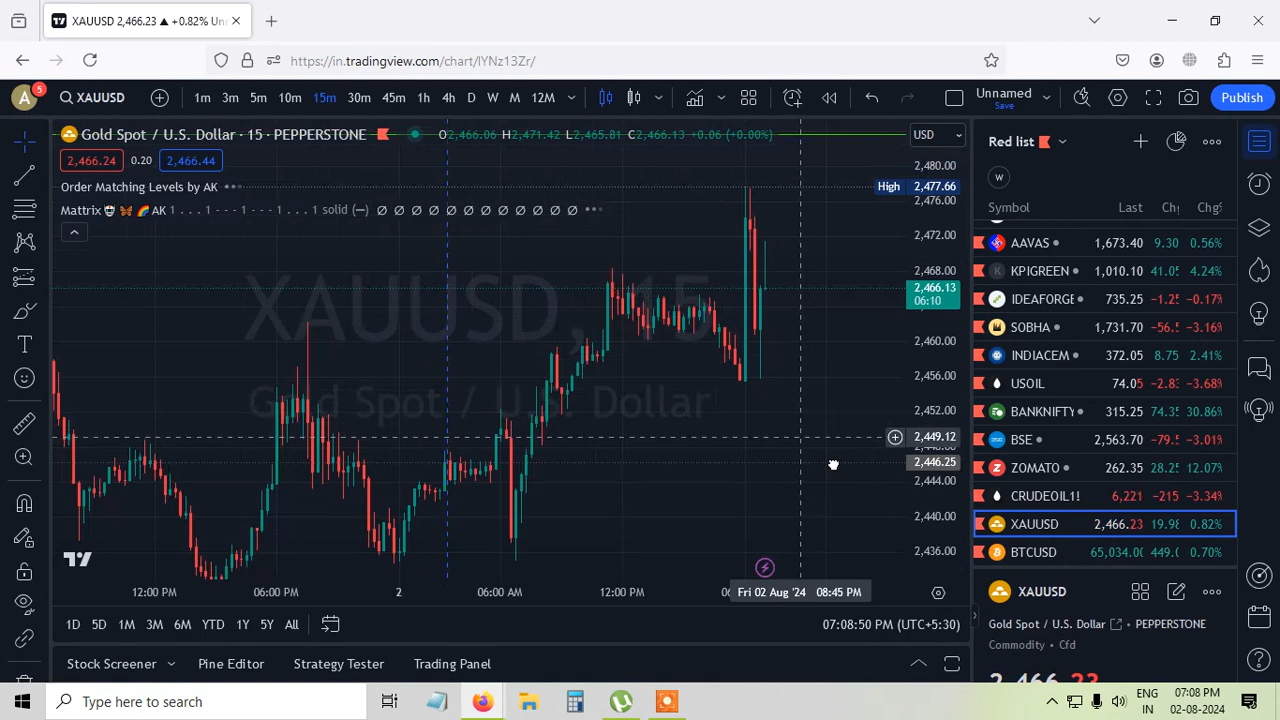 XAUUSD 2,466.23 ▲ +0.82% Un
https://in.tradingview.com/chart/IYNz13Zr/
A 5 XAUUSD 1m 3m 5m 10m 15m 30m 45m 1h 4h D W M 12M Unnamed Save Publish
Gold Spot / U.S. Dollar · 15 · PEPPERSTONE O2,466.06 H2,471.42 L2,465.81 C2,466.13 +0.06 (+0.00%) USD
2,466.24 0.20 2,466.44
Order Matching Levels by AK
Mattrix AK 1 . . . 1 - - - 1 - - - 1 . . . 1 solid (—) ∅ ∅ ∅ ∅ ∅ ∅ ∅ ∅ ∅ ∅ ∅ ∅
XAUUSD, 15
Gold Spot / U.S. Dollar
2,480.00
High 2,477.66
2,476.00
2,472.00
2,468.00
2,466.13
06:10
2,460.00
2,456.00
2,452.00
2,449.12
2,446.25
2,444.00
2,440.00
2,436.00
12:00 PM 06:00 PM 2 06:00 AM 12:00 PM 06 Fri 02 Aug '24 08:45 PM
1D 5D 1M 3M 6M YTD 1Y 5Y All 07:08:50 PM (UTC+5:30)
Stock Screener Pine Editor Strategy Tester Trading Panel
Red list
W
Symbol Last Chg Chg%
AAVAS 1,673.40 9.30 0.56%
KPIGREEN 1,010.10 41.05 4.24%
IDEAFORGE 735.25 -1.25 -0.17%
SOBHA 1,731.70 -56. -3.16%
INDIACEM 372.05 8.75 2.41%
USOIL 74.05 -2.83 -3.68%
BANKNIFTY 315.25 74.35 30.86%
BSE 2,563.70 -79. -3.01%
ZOMATO 262.35 28.25 12.07%
CRUDEOIL1! 6,221 -215 -3.34%
XAUUSD 2,466.23 19.98 0.82%
BTCUSD 65,034.00 449.0 0.70%
XAUUSD
Gold Spot / U.S. Dollar • PEPPERSTONE
Commodity • Cfd
2,466.23
Type here to search
ENG 07:08 PM
IN 02-08-2024